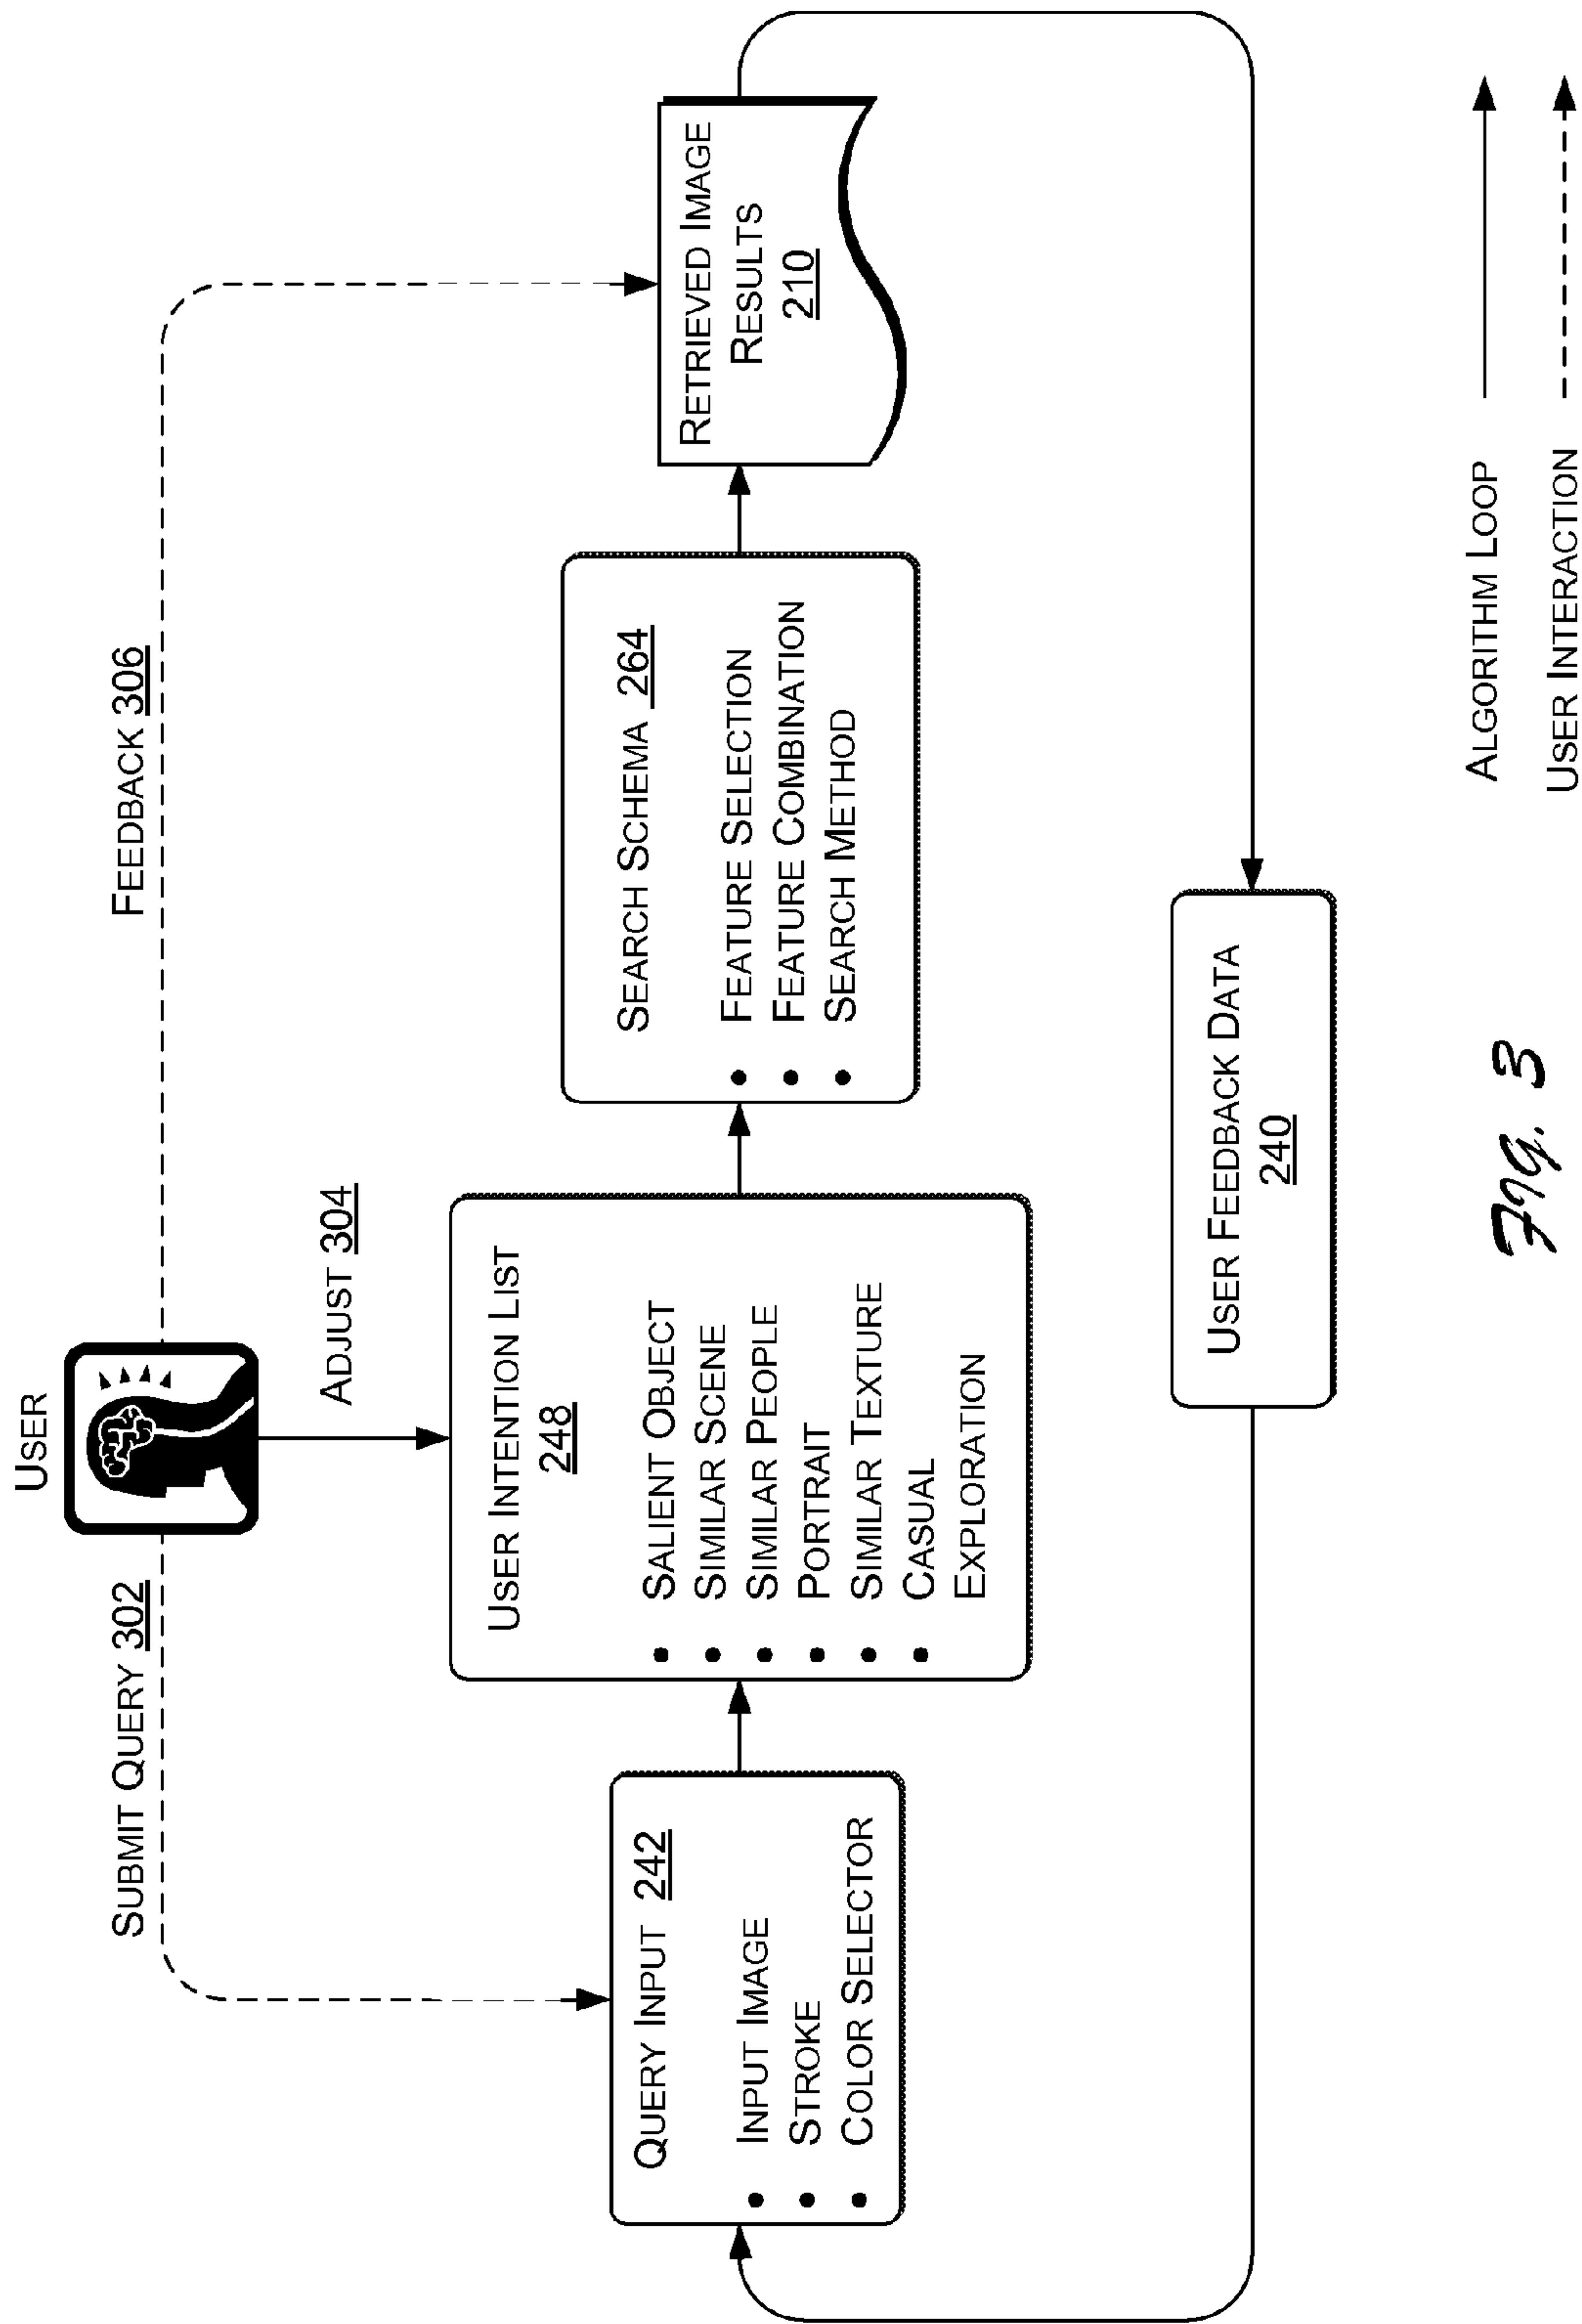 USER
SUBMIT QUERY 302
FEEDBACK 306
ADJUST 304
QUERY INPUT 242
• INPUT IMAGE
• STROKE
• COLOR SELECTOR
USER INTENTION LIST
248
• SALIENT OBJECT
• SIMILAR SCENE
• SIMILAR PEOPLE
• PORTRAIT
• SIMILAR TEXTURE
• CASUAL
EXPLORATION
SEARCH SCHEMA 264
• FEATURE SELECTION
• FEATURE COMBINATION
• SEARCH METHOD
RETRIEVED IMAGE
RESULTS
210
USER FEEDBACK DATA
240
ALGORITHM LOOP
USER INTERACTION
FIG. 3